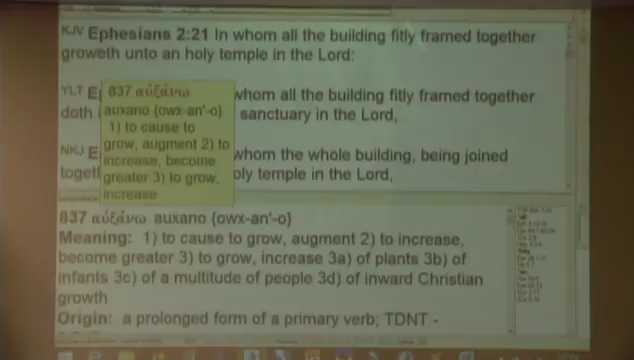 KJV Ephesians 2:21 In whom all the building fitly framed together
groweth unto an holy temple in the Lord:
YLT whom all the building fitly framed together
doth sanctuary in the Lord,
NKJ whom the whole building, being joined
oly temple in the Lord,
837 αὐξάνω
auxano {owx-an'-o}
1) to cause to
grow, augment 2) to
increase, become
greater 3) to grow,
increase
837 αὐξάνω auxano {owx-an'-o}
Meaning: 1) to cause to grow, augment 2) to increase,
become greater 3) to grow, increase 3a) of plants 3b) of
infants 3c) of a multitude of people 3d) of inward Christian
growth
Origin: a prolonged form of a primary verb; TDNT -